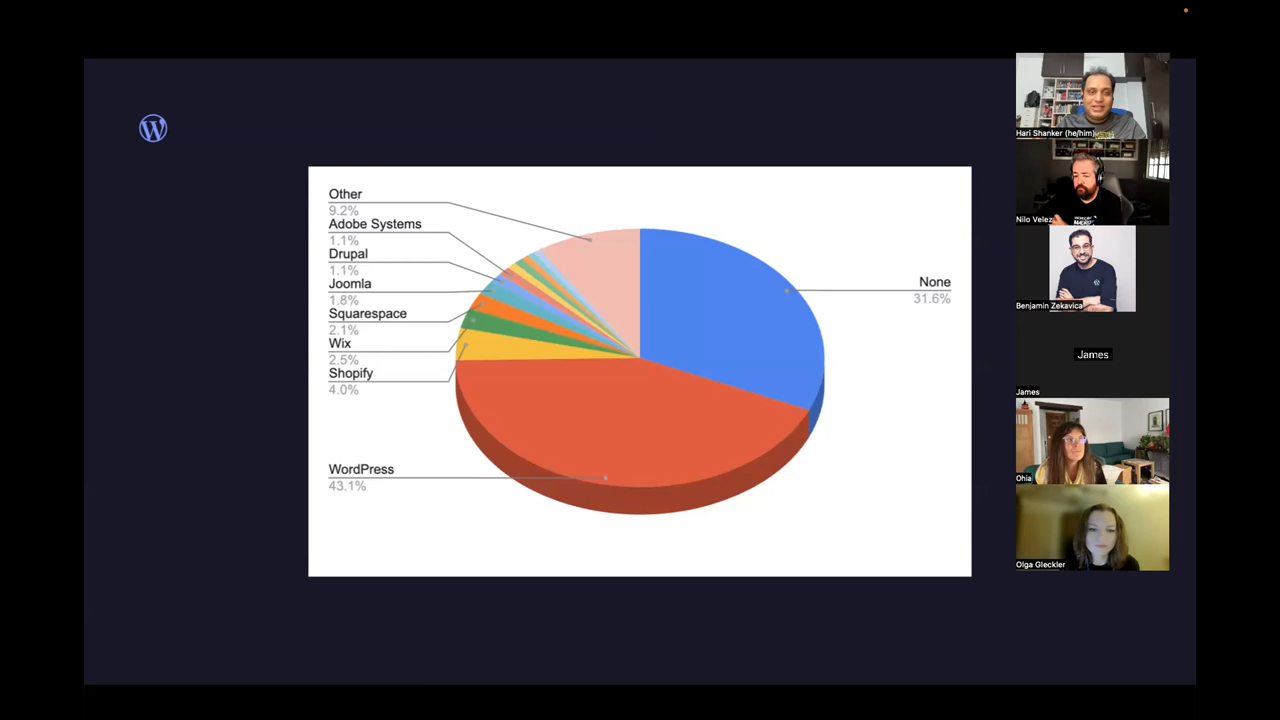 Other
9.2%
Adobe Systems
1.1%
Drupal
1.1%
Joomla
1.8%
Squarespace
2.1%
Wix
2.5%
Shopify
4.0%
WordPress
43.1%
None
31.6%
Hari Shanker (he/him)
Nilo Velez
Benjamin Zekavica
James
James
Ohia
Olga Gleckler